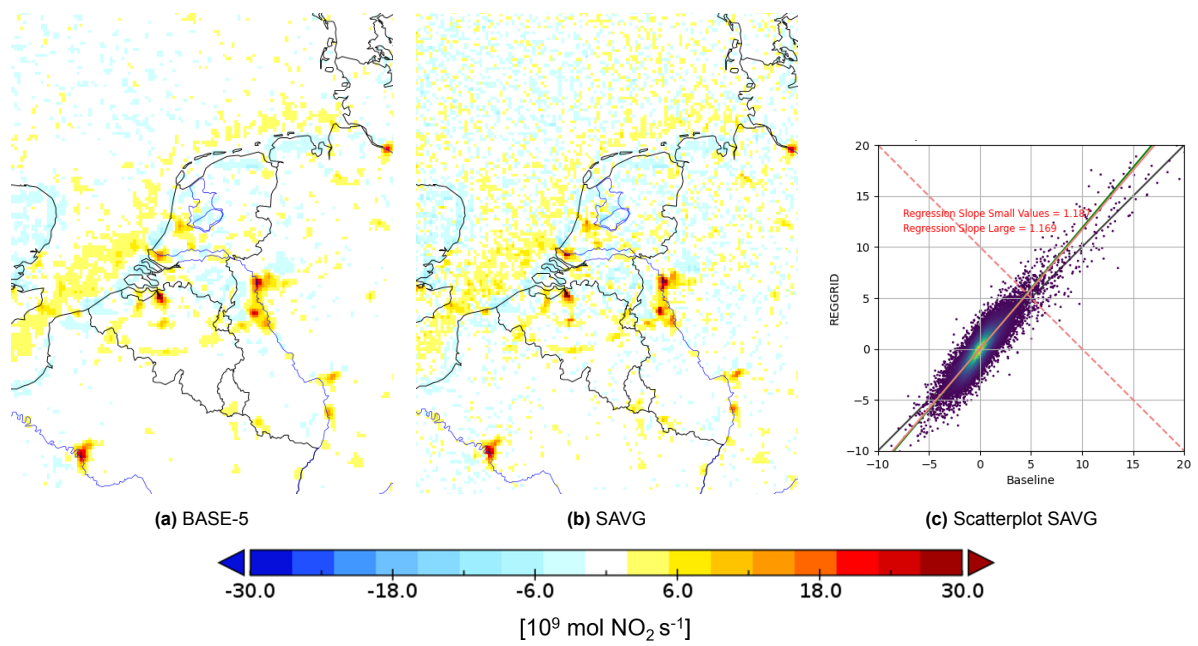 20
15
10
5
0
−5
−10
REGGRID
Regression Slope Small Values = 1.187
Regression Slope Large = 1.169
−10 −5 0 5 10 15 20
Baseline
(a) BASE-5
(b) SAVG
(c) Scatterplot SAVG
-30.0 -18.0 -6.0 6.0 18.0 30.0
[10⁹ mol NO₂ s⁻¹]